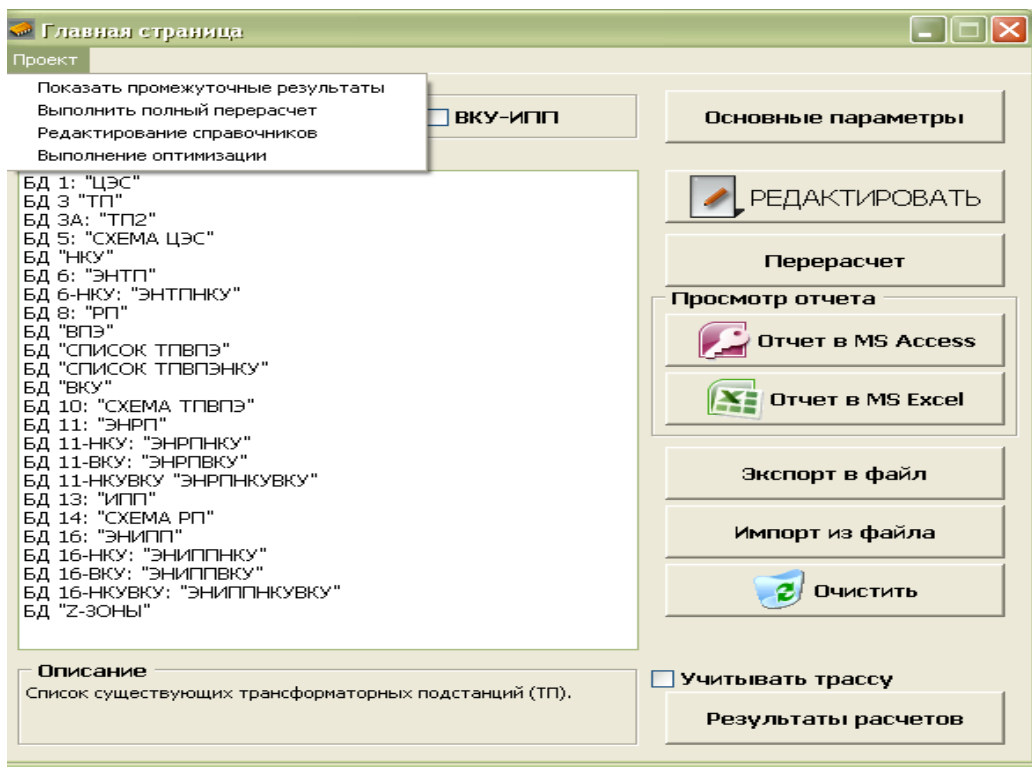 Главная страница
Проект
Показать промежуточные результаты
Выполнить полный перерасчет
Редактирование справочников
Выполнение оптимизации
ВКУ-ИПП
Основные параметры
БД 1: "ЦЭС"
БД 3 "ТП"
БД 3А: "ТП2"
БД 5: "СХЕМА ЦЭС"
БД "НКУ"
БД 6: "ЭНТП"
БД 6-НКУ: "ЭНТПНКУ"
БД 8: "РП"
БД "ВПЭ"
БД "СПИСОК ТПВПЭ"
БД "СПИСОК ТПВПЭНКУ"
БД "ВКУ"
БД 10: "СХЕМА ТПВПЭ"
БД 11: "ЭНРП"
БД 11-НКУ: "ЭНРПНКУ"
БД 11-ВКУ: "ЭНРПВКУ"
БД 11-НКУВКУ "ЭНРПНКУВКУ"
БД 13: "ИПП"
БД 14: "СХЕМА РП"
БД 16: "ЭНИПП"
БД 16-НКУ: "ЭНИППНКУ"
БД 16-ВКУ: "ЭНИППВКУ"
БД 16-НКУВКУ: "ЭНИППНКУВКУ"
БД "Z-ЗОНЫ"
РЕДАКТИРОВАТЬ
Перерасчет
Просмотр отчета
Отчет в MS Access
Отчет в MS Excel
Экспорт в файл
Импорт из файла
Очистить
Описание
Список существующих трансформаторных подстанций (ТП).
Учитывать трассу
Результаты расчетов